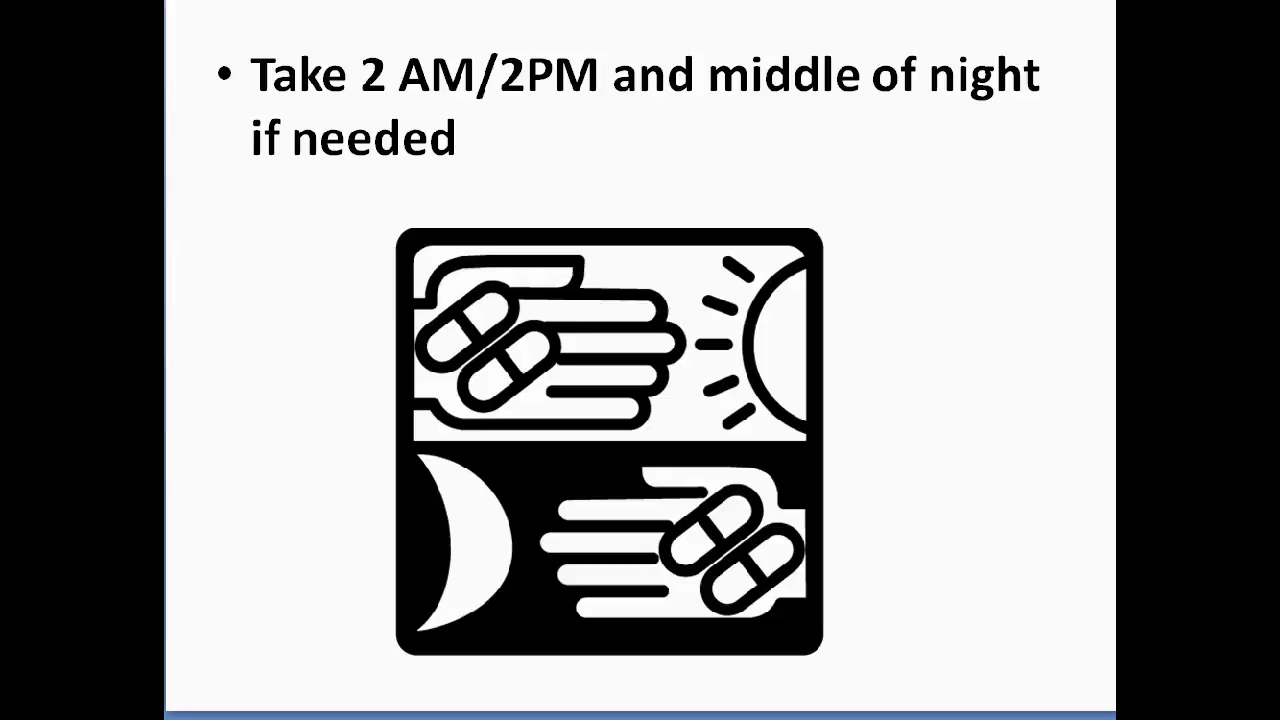 • Take 2 AM/2PM and middle of night
if needed